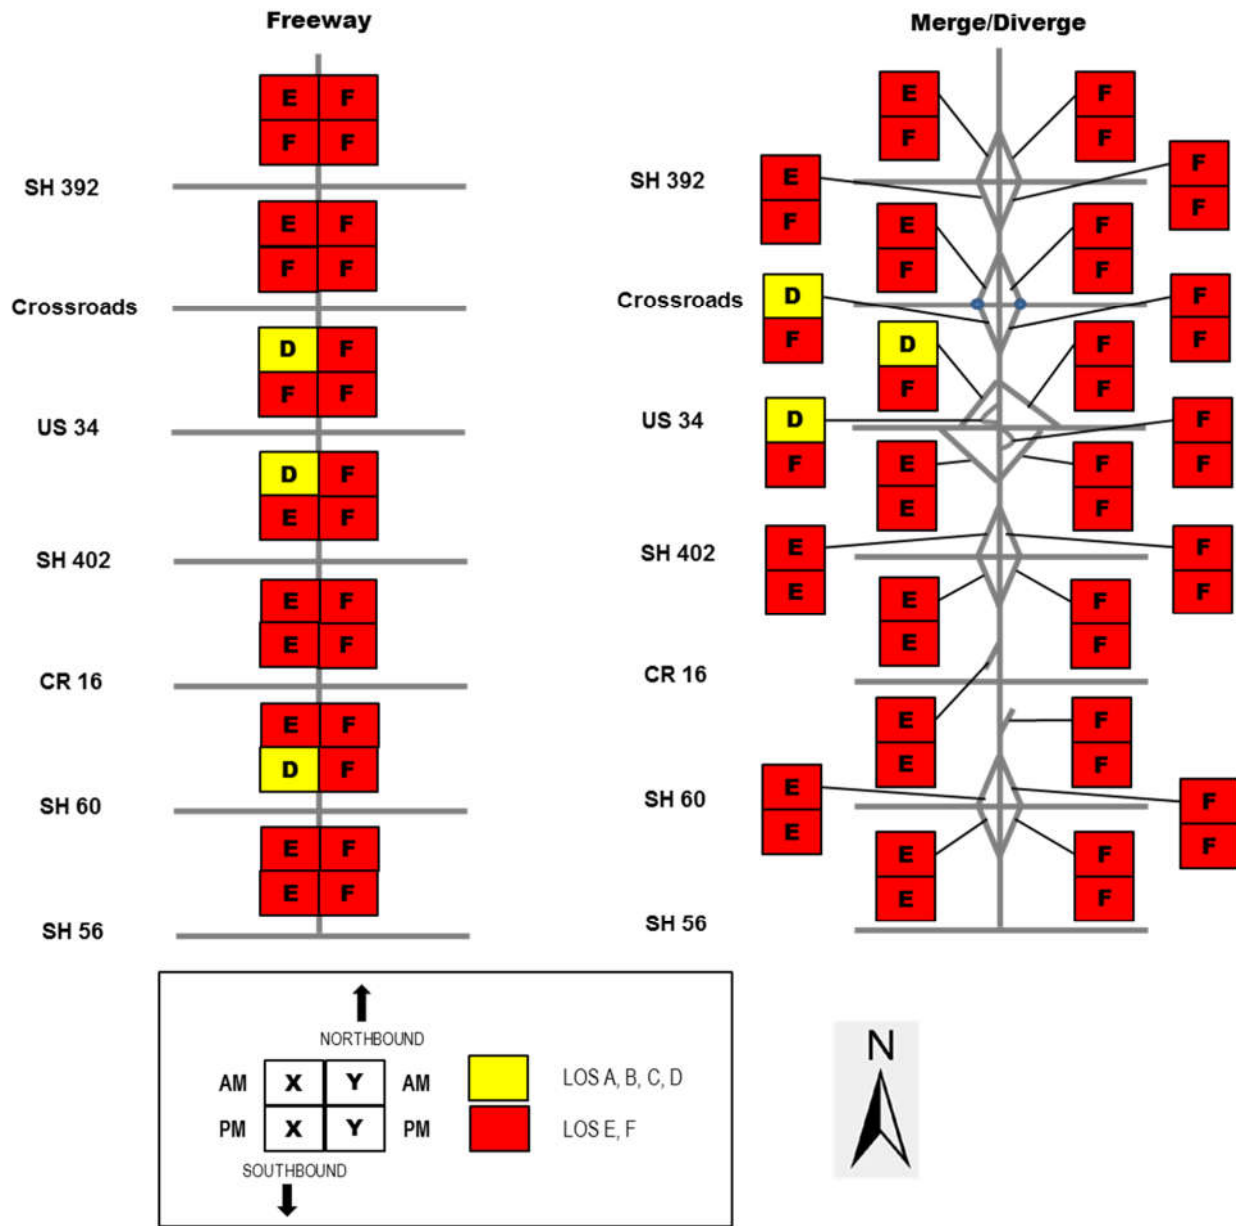 Freeway
E F
F F
SH 392
E F
F F
Crossroads
D F
F F
US 34
D F
E F
SH 402
E F
E F
CR 16
E F
D F
SH 60
E F
E F
SH 56
Merge/Diverge
E F
F F
SH 392
E F
F F
E F
F F
Crossroads
D F
F F
D F
F F
US 34
D F
F F
E F
E F
SH 402
E F
E F
E F
E F
CR 16
E F
E F
SH 60
E F
E F
E F
E F
SH 56
NORTHBOUND
AM X Y AM
PM X Y PM
SOUTHBOUND
LOS A, B, C, D
LOS E, F
N